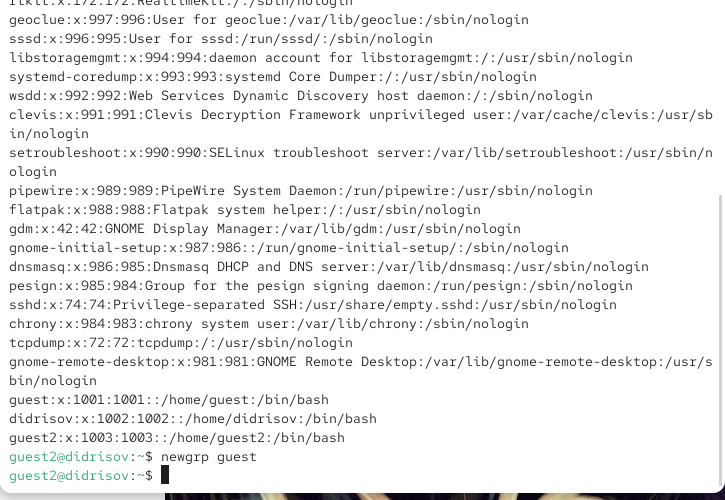 geoclue:x:997:996:User for geoclue:/var/lib/geoclue:/sbin/nologin
sssd:x:996:995:User for sssd:/run/sssd/:/sbin/nologin
libstoragemgmt:x:994:994:daemon account for libstoragemgmt:/:/usr/sbin/nologin
systemd-coredump:x:993:993:systemd Core Dumper:/:/usr/sbin/nologin
wsdd:x:992:992:Web Services Dynamic Discovery host daemon:/:/sbin/nologin
clevis:x:991:991:Clevis Decryption Framework unprivileged user:/var/cache/clevis:/usr/sb
in/nologin
setroubleshoot:x:990:990:SELinux troubleshoot server:/var/lib/setroubleshoot:/usr/sbin/n
ologin
pipewire:x:989:989:PipeWire System Daemon:/run/pipewire:/usr/sbin/nologin
flatpak:x:988:988:Flatpak system helper:/:/usr/sbin/nologin
gdm:x:42:42:GNOME Display Manager:/var/lib/gdm:/usr/sbin/nologin
gnome-initial-setup:x:987:986::/run/gnome-initial-setup/:/sbin/nologin
dnsmasq:x:986:985:Dnsmasq DHCP and DNS server:/var/lib/dnsmasq:/usr/sbin/nologin
pesign:x:985:984:Group for the pesign signing daemon:/run/pesign:/sbin/nologin
sshd:x:74:74:Privilege-separated SSH:/usr/share/empty.sshd:/usr/sbin/nologin
chrony:x:984:983:chrony system user:/var/lib/chrony:/sbin/nologin
tcpdump:x:72:72:tcpdump:/:/usr/sbin/nologin
gnome-remote-desktop:x:981:981:GNOME Remote Desktop:/var/lib/gnome-remote-desktop:/usr/s
bin/nologin
guest:x:1001:1001::/home/guest:/bin/bash
didrisov:x:1002:1002::/home/didrisov:/bin/bash
guest2:x:1003:1003::/home/guest2:/bin/bash
guest2@didrisov:~$ newgrp guest
guest2@didrisov:~$